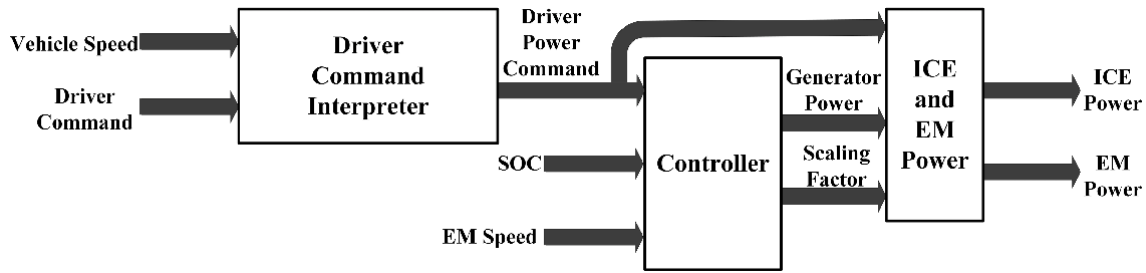 Vehicle Speed
Driver
Command
Driver
Command
Interpreter
Driver
Power
Command
SOC
EM Speed
Controller
Generator
Power
Scaling
Factor
ICE
and
EM
Power
ICE
Power
EM
Power